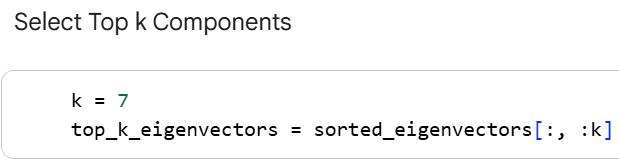 Select Top k Components
k = 7
top_k_eigenvectors = sorted_eigenvectors[:, :k]